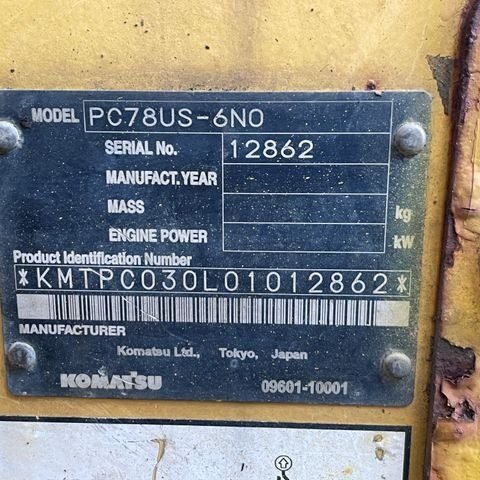 MODEL PC78US-6N0
SERIAL No. 12862
MANUFACT.YEAR
MASS kg
ENGINE POWER kW
Product Identification Number
*KMTPC030L01012862*
MANUFACTURER
Komatsu Ltd., Tokyo, Japan
KOMATSU 09601-10001